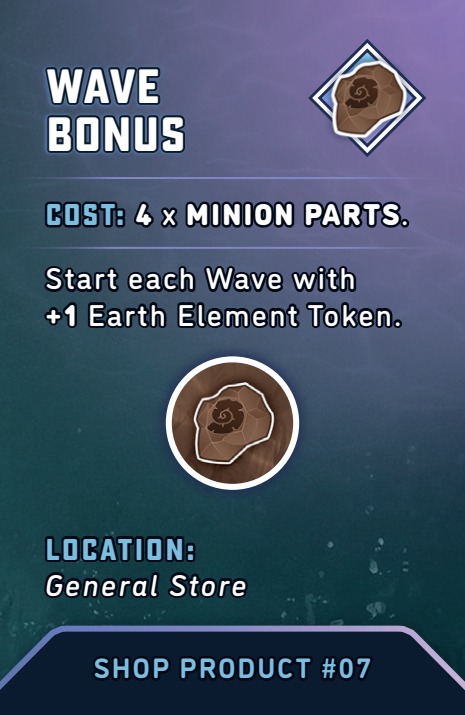 WAVE
BONUS
COST: 4 x MINION PARTS.
Start each Wave with
+1 Earth Element Token.
LOCATION:
General Store
SHOP PRODUCT #07